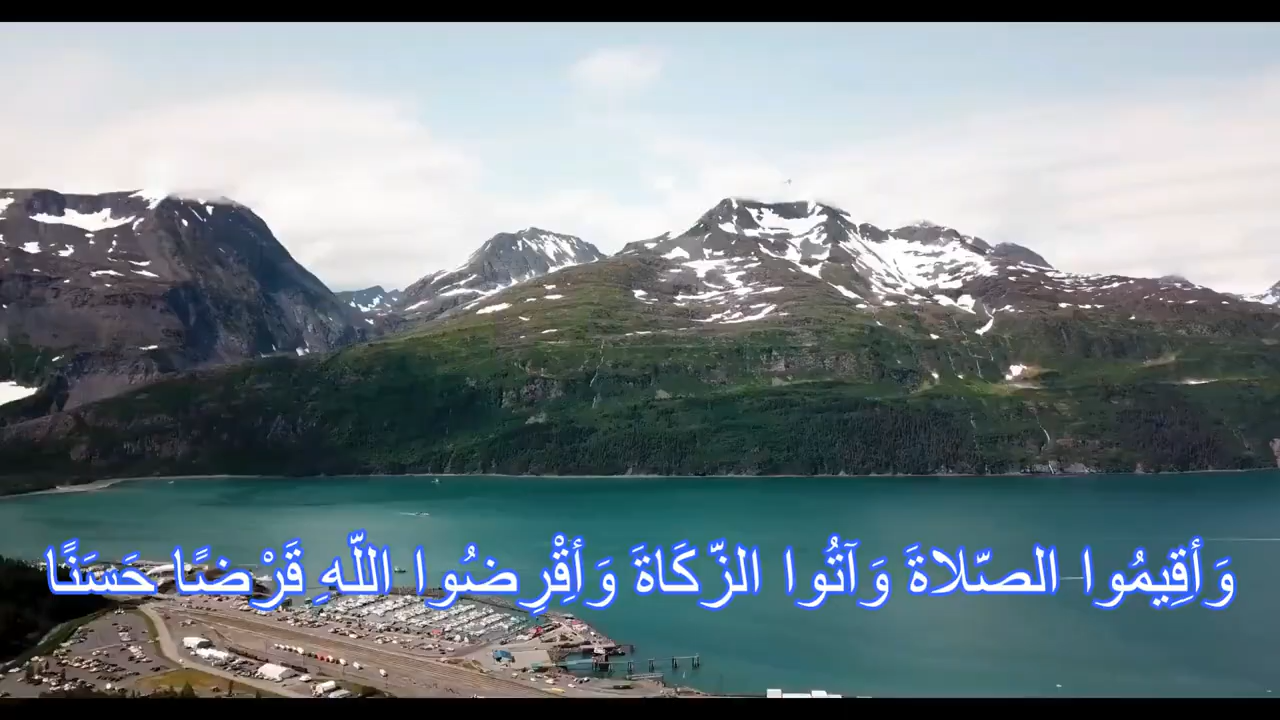 وَأَقِيمُوا الصّلاةَ وَآتُوا الزّكَاةَ وَأَقْرِضُوا اللّهِ قَرْضًا حَسَنًا